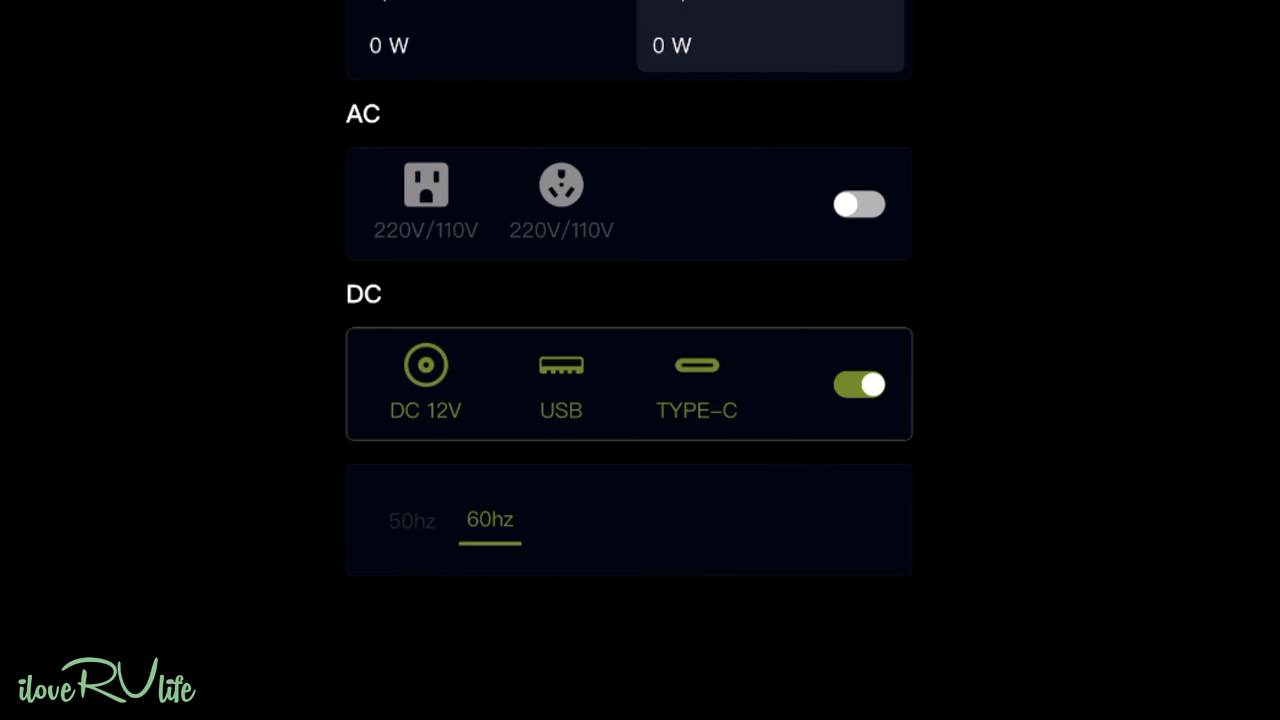 0 W
0 W
AC
220V/110V
220V/110V
DC
DC 12V
USB
TYPE-C
50hz
60hz
iloveRVlife